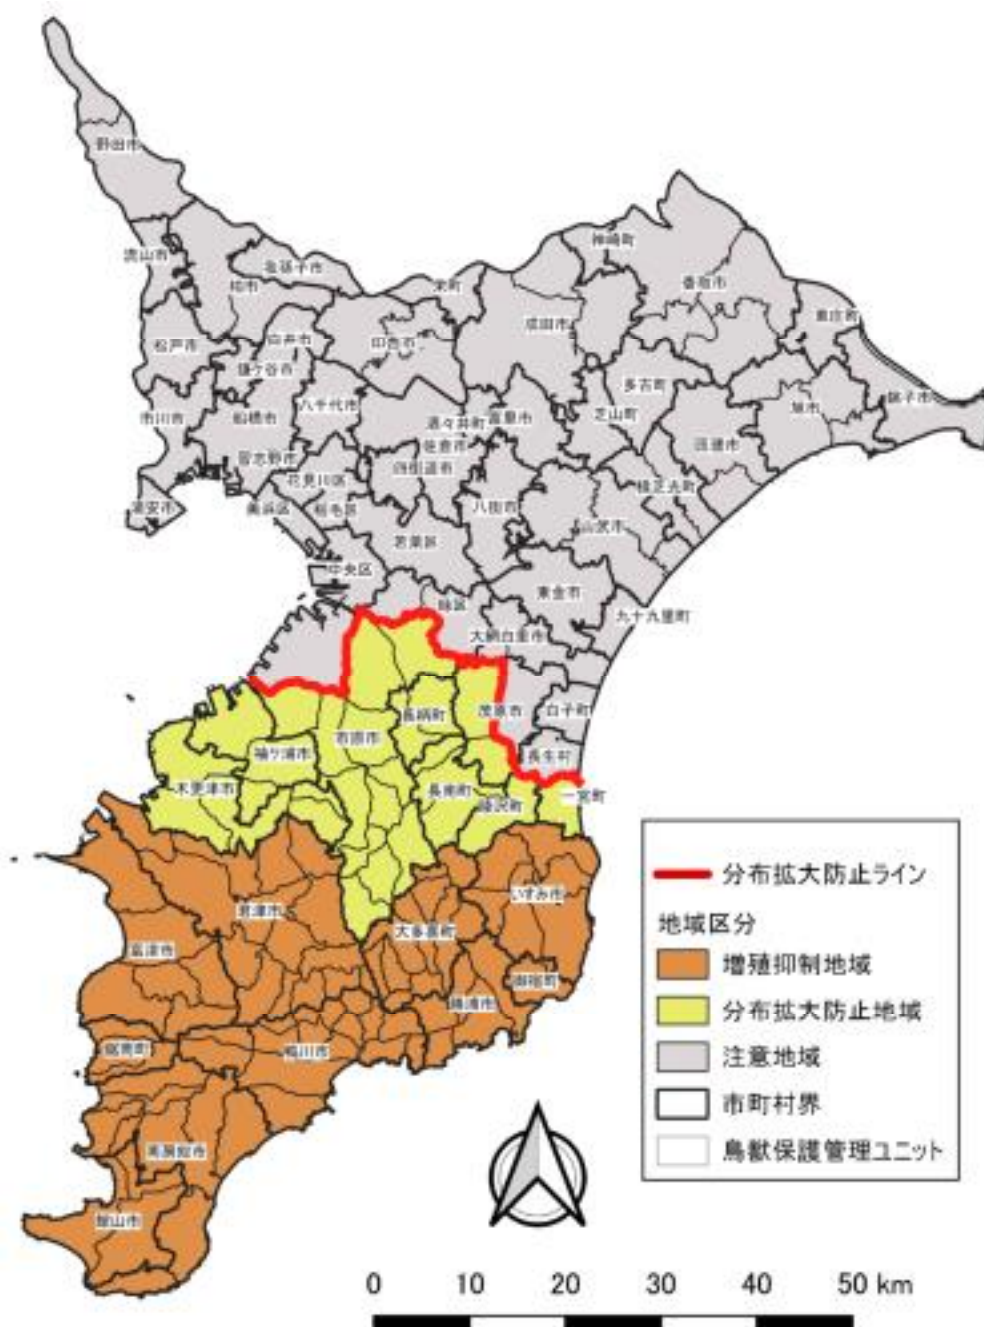 野田市
流山市
我孫子市
柏市
栄町
神崎町
香取市
東庄町
成田市
松戸市
白井市
印西市
鎌ケ谷市
多古町
銚子市
市川市
船橋市
八千代市
酒々井町
富里市
芝山町
旭市
佐倉市
匝瑳市
習志野市
四街道市
花見川区
横芝光町
浦安市
美浜区
稲毛区
八街市
山武市
若葉区
中央区
東金市
緑区
九十九里町
大網白里市
長柄町
茂原市
白子町
市原市
袖ケ浦市
長生村
木更津市
長南町
睦沢町
一宮町
いすみ市
君津市
大多喜町
富津市
御宿町
勝浦市
鋸南町
鴨川市
南房総市
館山市
分布拡大防止ライン
地域区分
増殖抑制地域
分布拡大防止地域
注意地域
市町村界
鳥獣保護管理ユニット
0 10 20 30 40 50 km